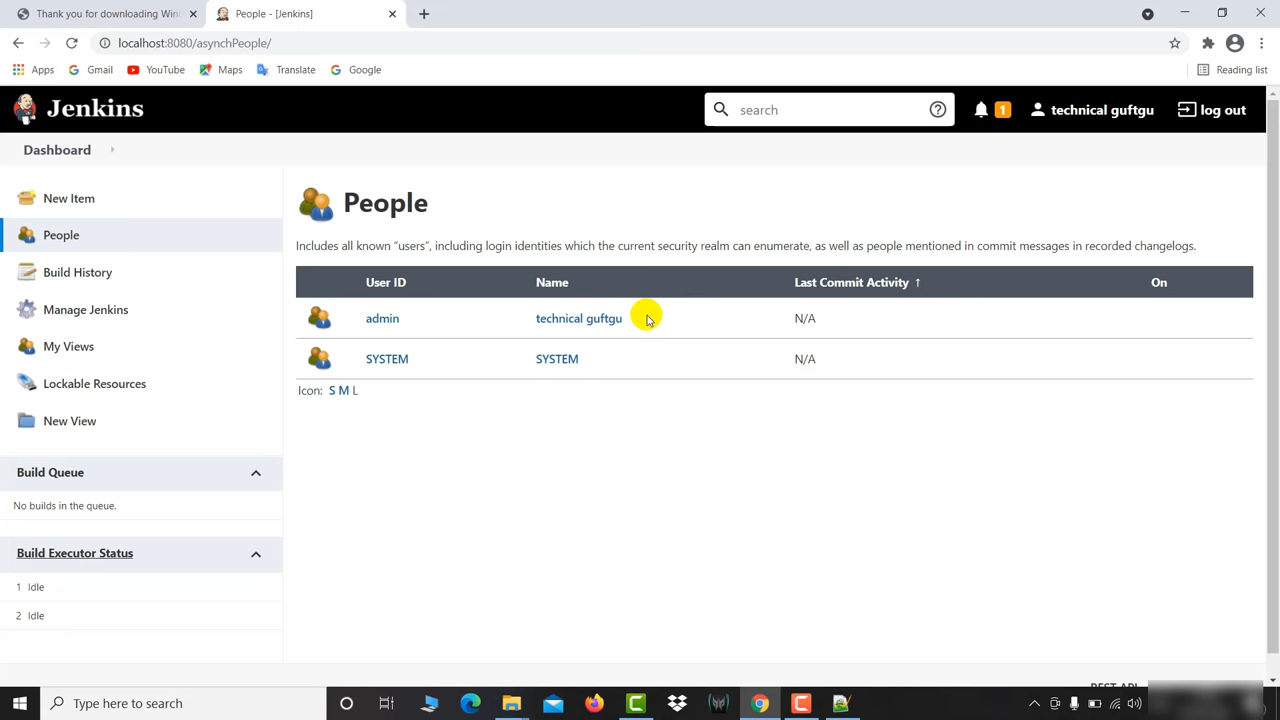 Thank you for downloading Win
People - [Jenkins]
localhost:8080/asynchPeople/
Apps
Gmail
YouTube
Maps
Translate
Google
Reading list
Jenkins
search
1
technical guftgu
log out
Dashboard
New Item
People
Build History
Manage Jenkins
My Views
Lockable Resources
New View
Build Queue
No builds in the queue.
Build Executor Status
1 Idle
2 Idle
People
Includes all known “users”, including login identities which the current security realm can enumerate, as well as people mentioned in commit messages in recorded changelogs.
User ID Name Last Commit Activity ↑ On
admin technical guftgu N/A
SYSTEM SYSTEM N/A
Icon: S M L
REST API
Type here to search